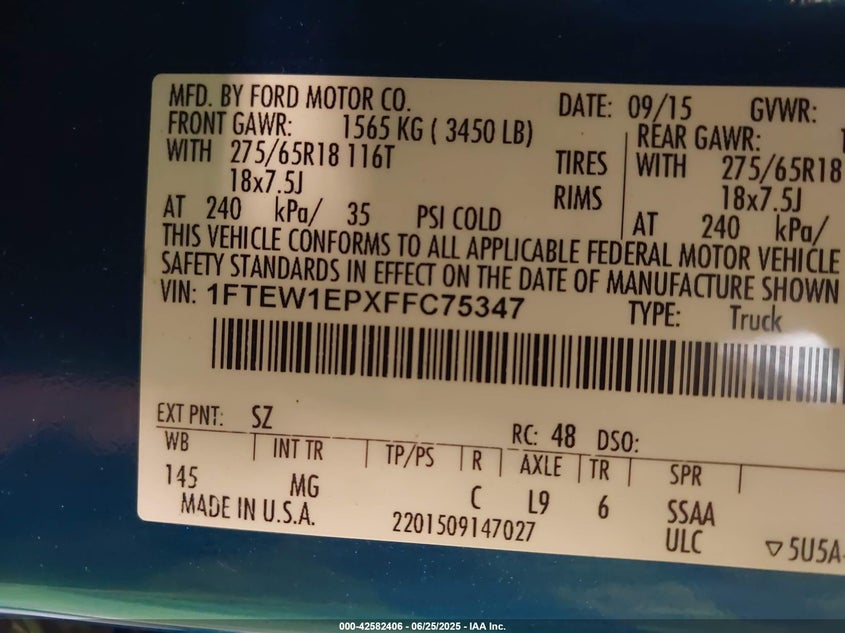 MFD. BY FORD MOTOR CO. DATE: 09/15 GVWR:
FRONT GAWR: 1565 KG ( 3450 LB) REAR GAWR:
WITH 275/65R18 116T TIRES WITH 275/65R18
18x7.5J RIMS 18x7.5J
AT 240 kPa/ 35 PSI COLD AT 240 kPa/
THIS VEHICLE CONFORMS TO ALL APPLICABLE FEDERAL MOTOR VEHICLE
SAFETY STANDARDS IN EFFECT ON THE DATE OF MANUFACTURE SHOWN
VIN: 1FTEW1EPXFFC75347 TYPE: Truck
EXT PNT: SZ RC: 48 DSO:
WB INT TR TP/PS R AXLE TR SPR
145 MG C L9 6 SSAA
MADE IN U.S.A. 2201509147027 ULC ▽5U5A-
000-42582406 - 06/25/2025 - IAA Inc.